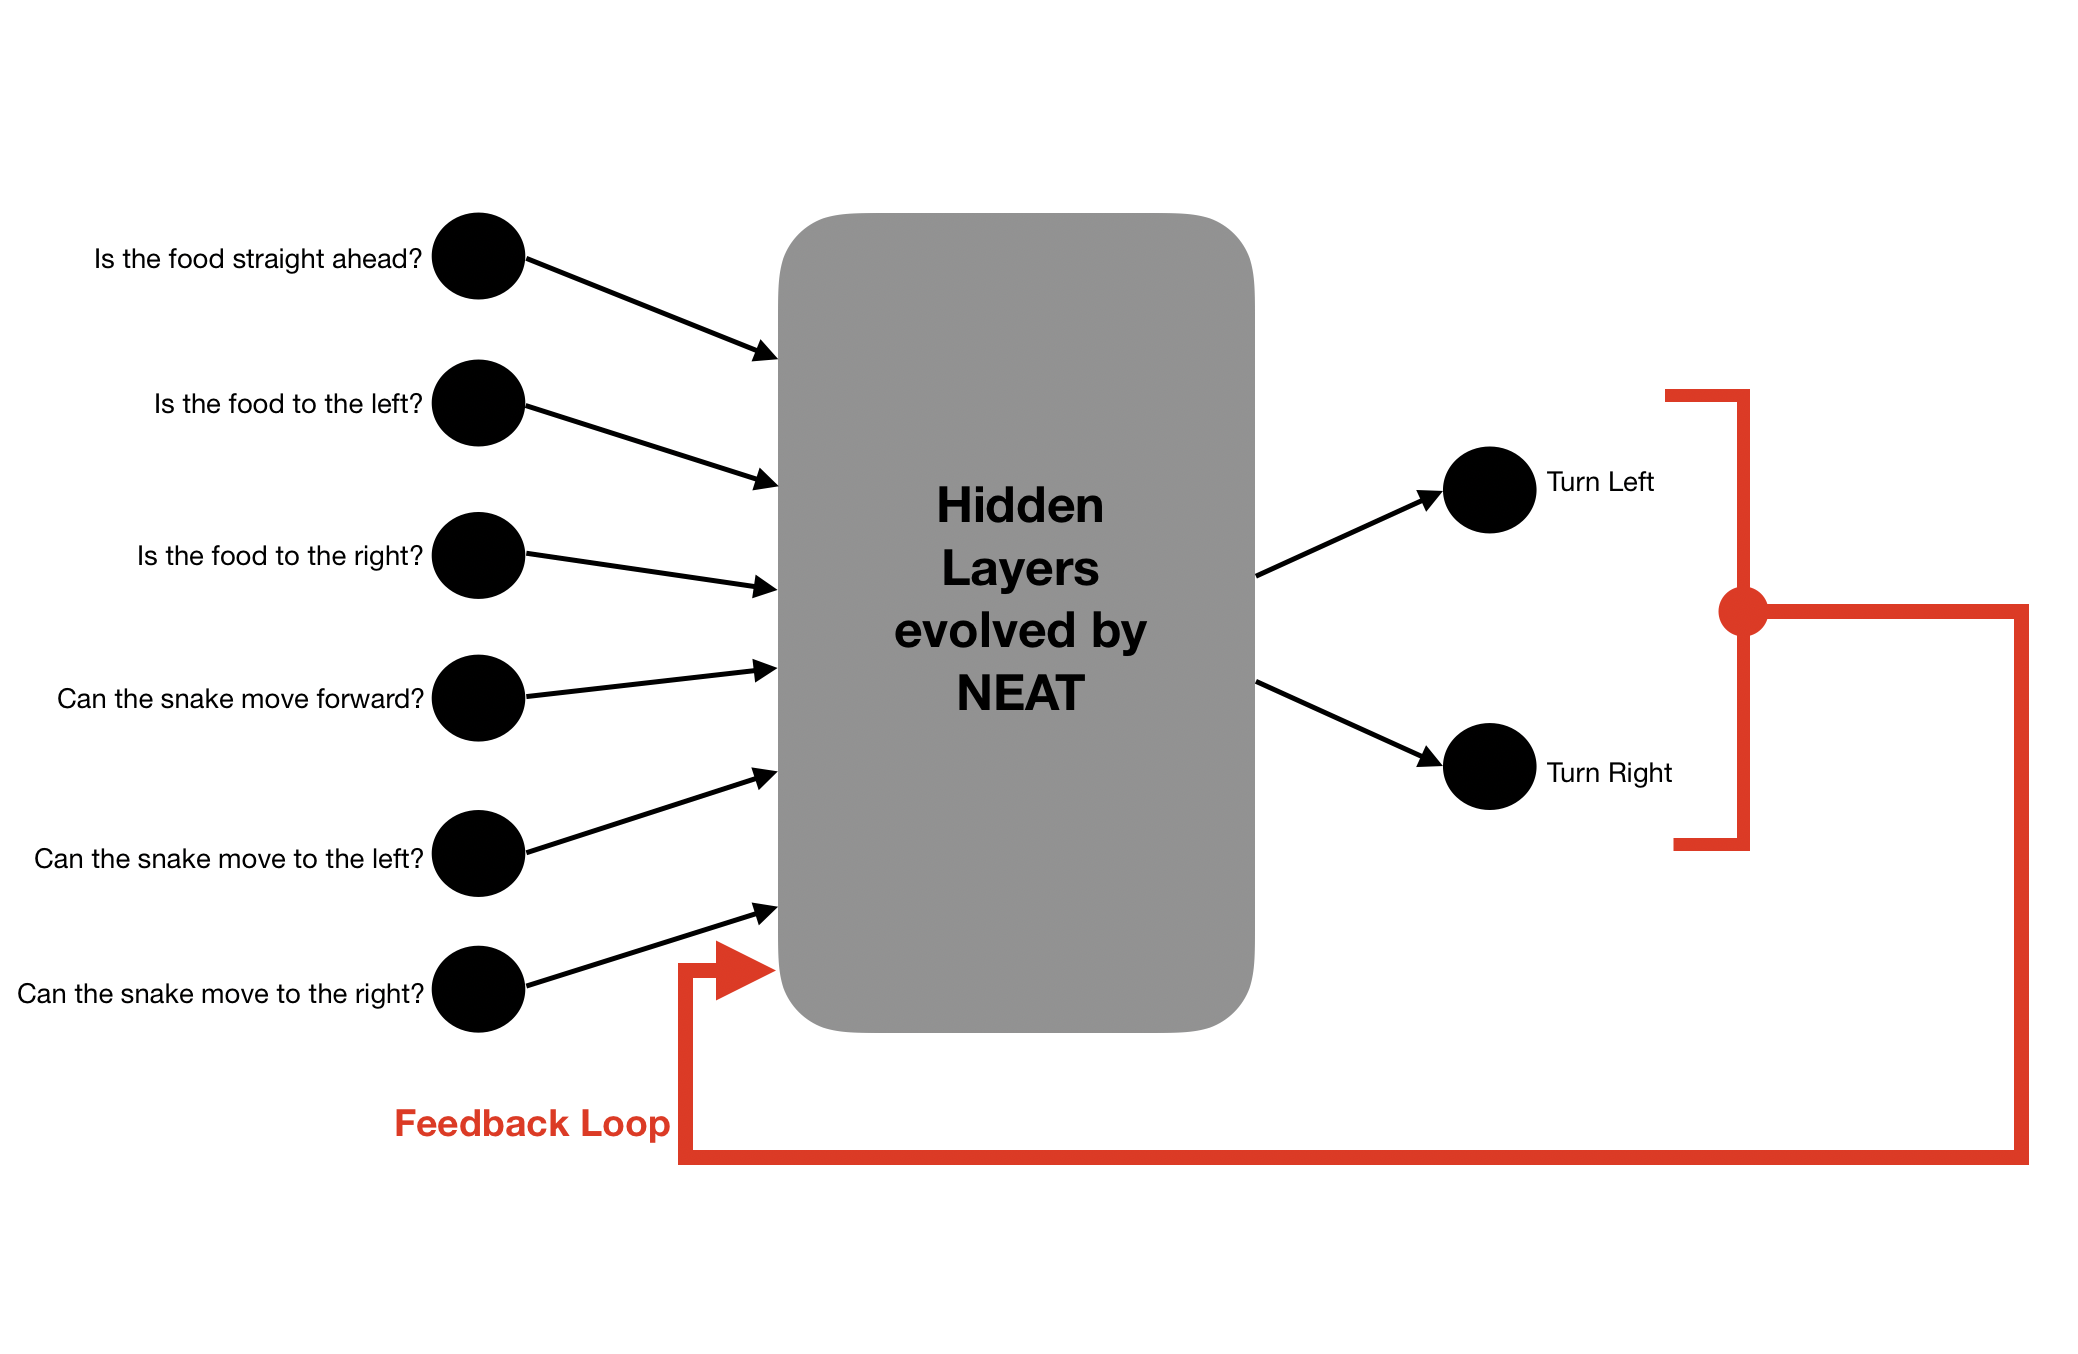 Is the food straight ahead?
Is the food to the left?
Is the food to the right?
Can the snake move forward?
Can the snake move to the left?
Can the snake move to the right?
Hidden
Layers
evolved by
NEAT
Turn Left
Turn Right
Feedback Loop